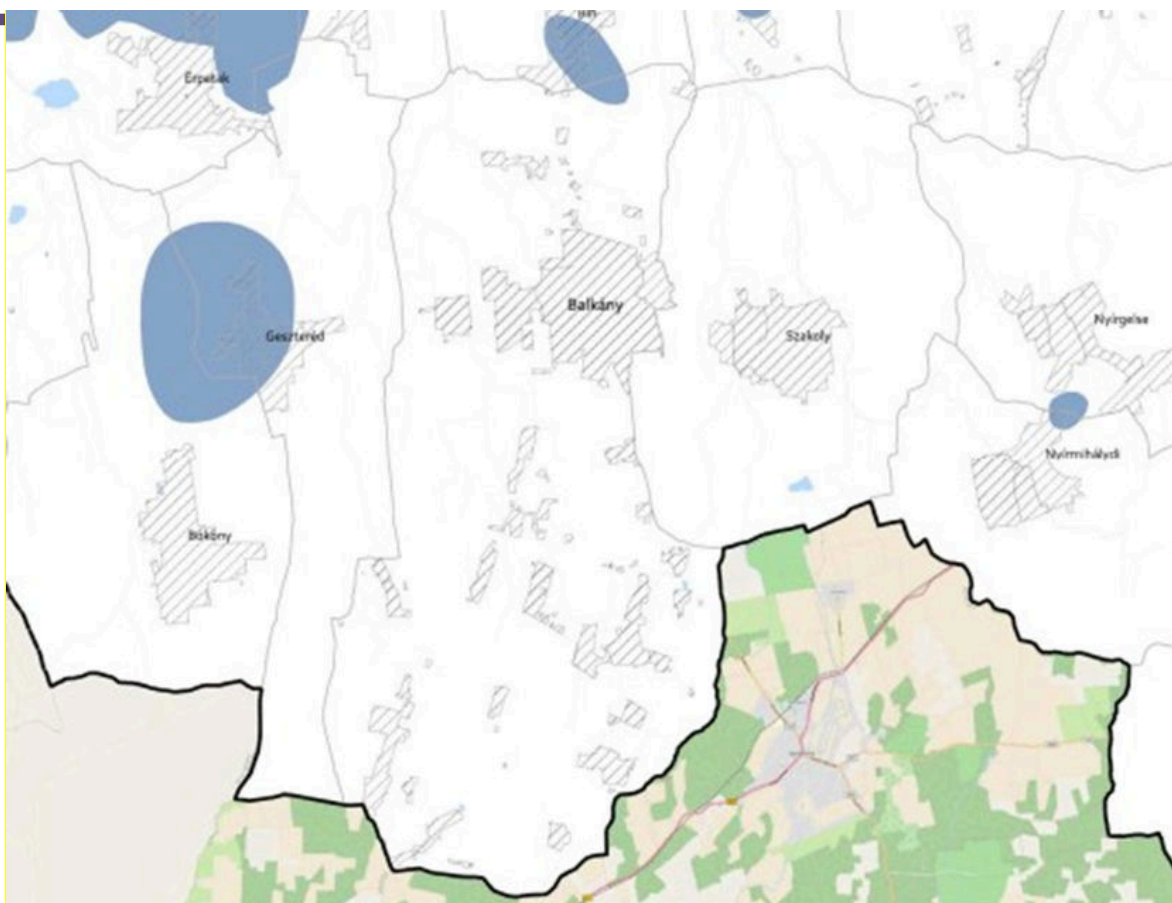 Érpatak
Balkány
Geszteréd
Szakoly
Nyírgelse
Nyírmihálydi
Bököny